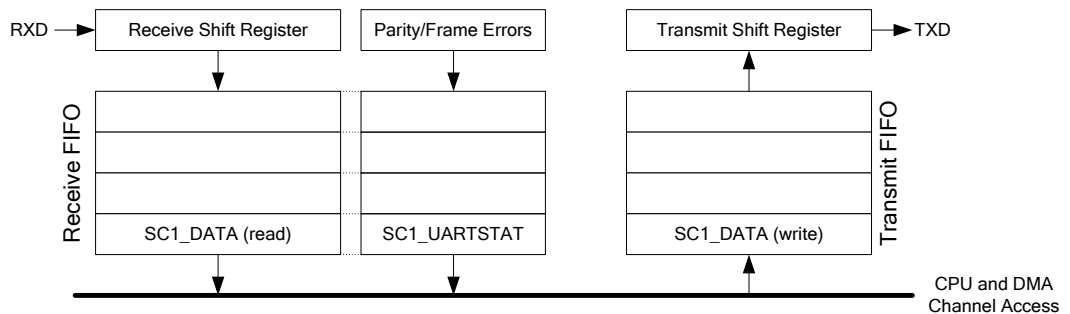 RXD
Receive Shift Register
Parity/Frame Errors
Transmit Shift Register
TXD
Receive FIFO
Transmit FIFO
SC1_DATA (read)
SC1_UARTSTAT
SC1_DATA (write)
CPU and DMA
Channel Access